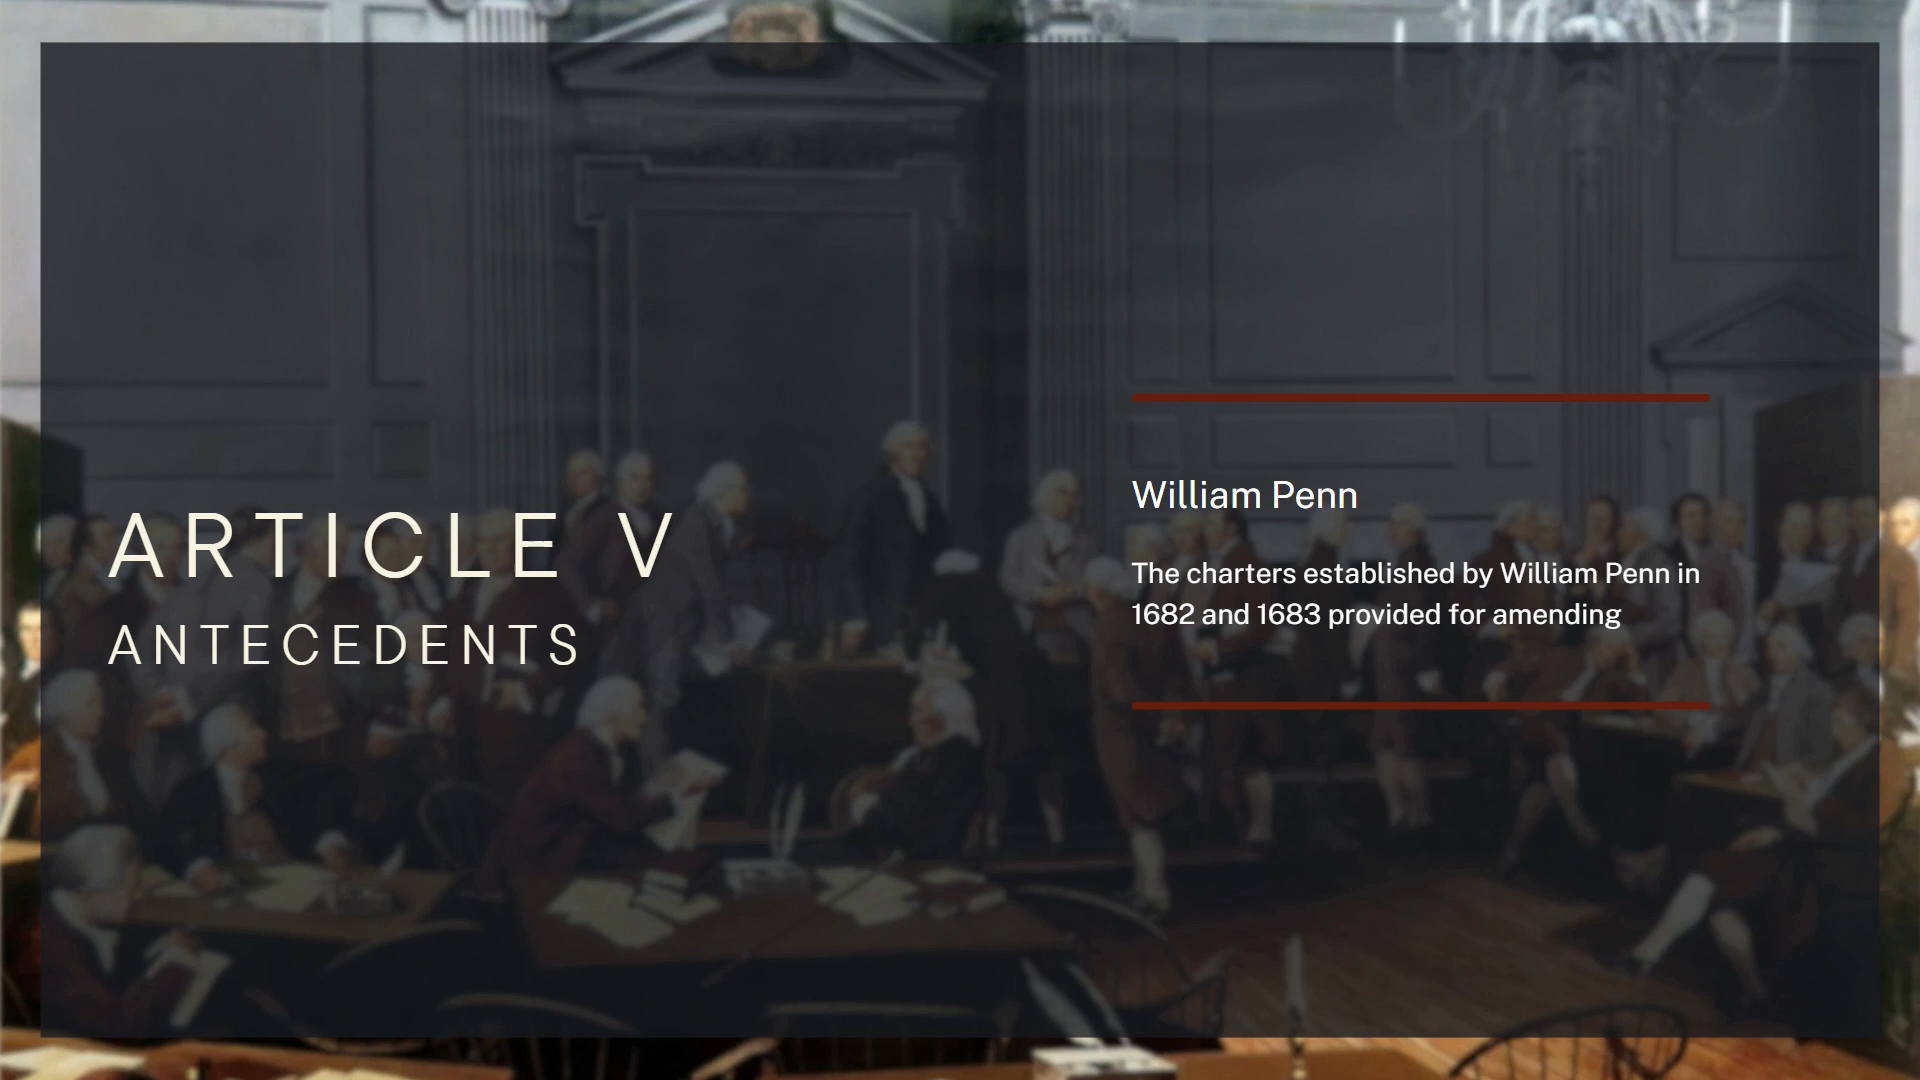 ARTICLE V
ANTECEDENTS
William Penn
The charters established by William Penn in
1682 and 1683 provided for amending